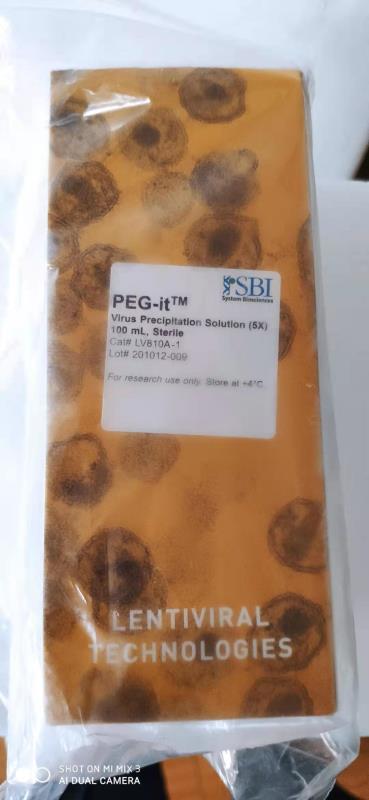 SBI
System Biosciences
PEG-it™
Virus Precipitation Solution (5X)
100 mL, Sterile
Cat# LV810A-1
Lot# 201012-009
For research use only. Store at +4°C
LENTIVIRAL
TECHNOLOGIES
SHOT ON MI MIX 3
AI DUAL CAMERA